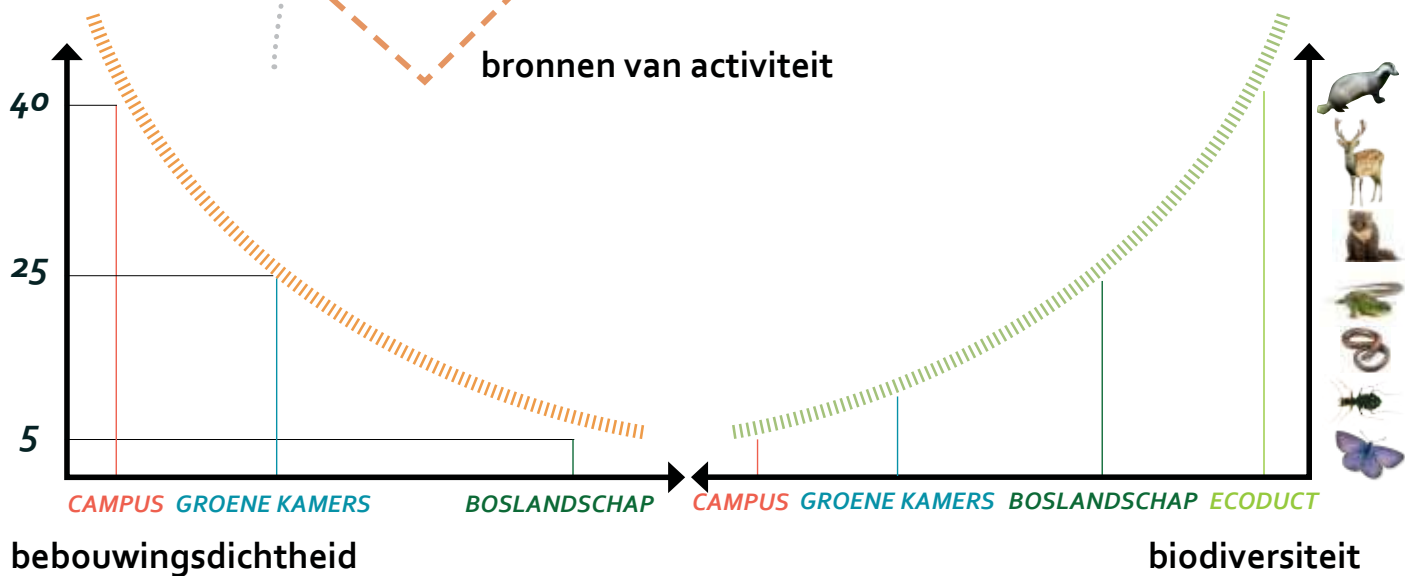 bronnen van activiteit
40
25
5
CAMPUS GROENE KAMERS BOSLANDSCHAP
CAMPUS GROENE KAMERS BOSLANDSCHAP ECODUCT
bebouwingsdichtheid
biodiversiteit